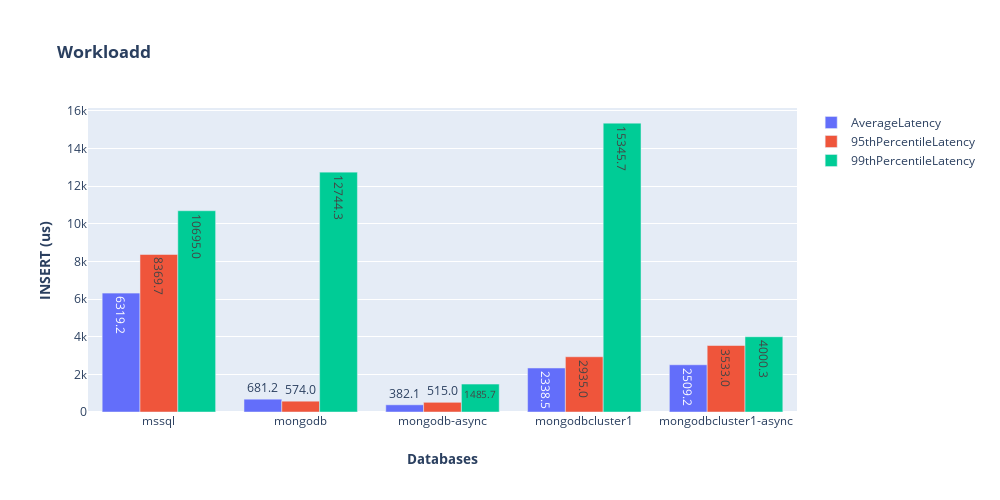 Workloadd
AverageLatency
95thPercentileLatency
99thPercentileLatency
INSERT (us)
16k
14k
12k
10k
8k
6k
4k
2k
0
6319.2
8369.7
10695.0
681.2
574.0
12744.3
382.1
515.0
1485.7
2338.5
2935.0
15345.7
2509.2
3533.0
4000.3
mssql
mongodb
mongodb-async
mongodbcluster1
mongodbcluster1-async
Databases